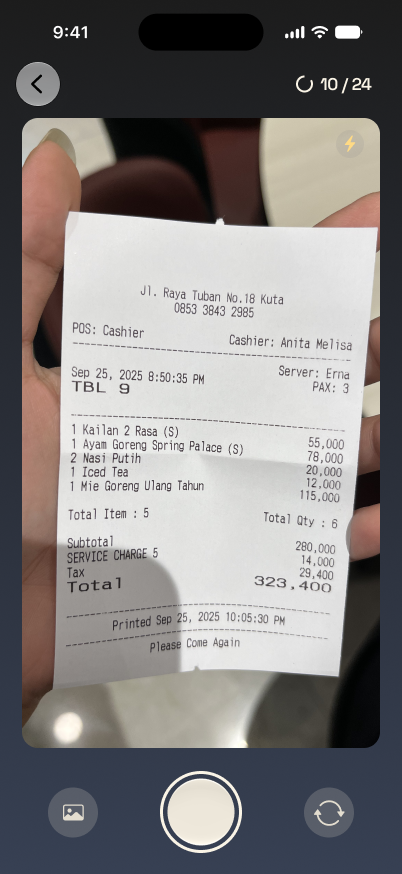 9:41
10 / 24
Jl. Raya Tuban No.18 Kuta
0853 3843 2985
POS: Cashier Cashier: Anita Melisa
Server: Erna
Sep 25, 2025 8:50:35 PM PAX: 3
TBL 9
1 Kailan 2 Rasa (S) 55,000
1 Ayam Goreng Spring Palace (S) 78,000
2 Nasi Putih 20,000
1 Iced Tea 12,000
1 Mie Goreng Ulang Tahun 115,000
Total Item : 5 Total Qty : 6
Subtotal 280,000
SERVICE CHARGE 5 14,000
Tax 29,400
Total 323,400
Printed Sep 25, 2025 10:05:30 PM
Please Come Again